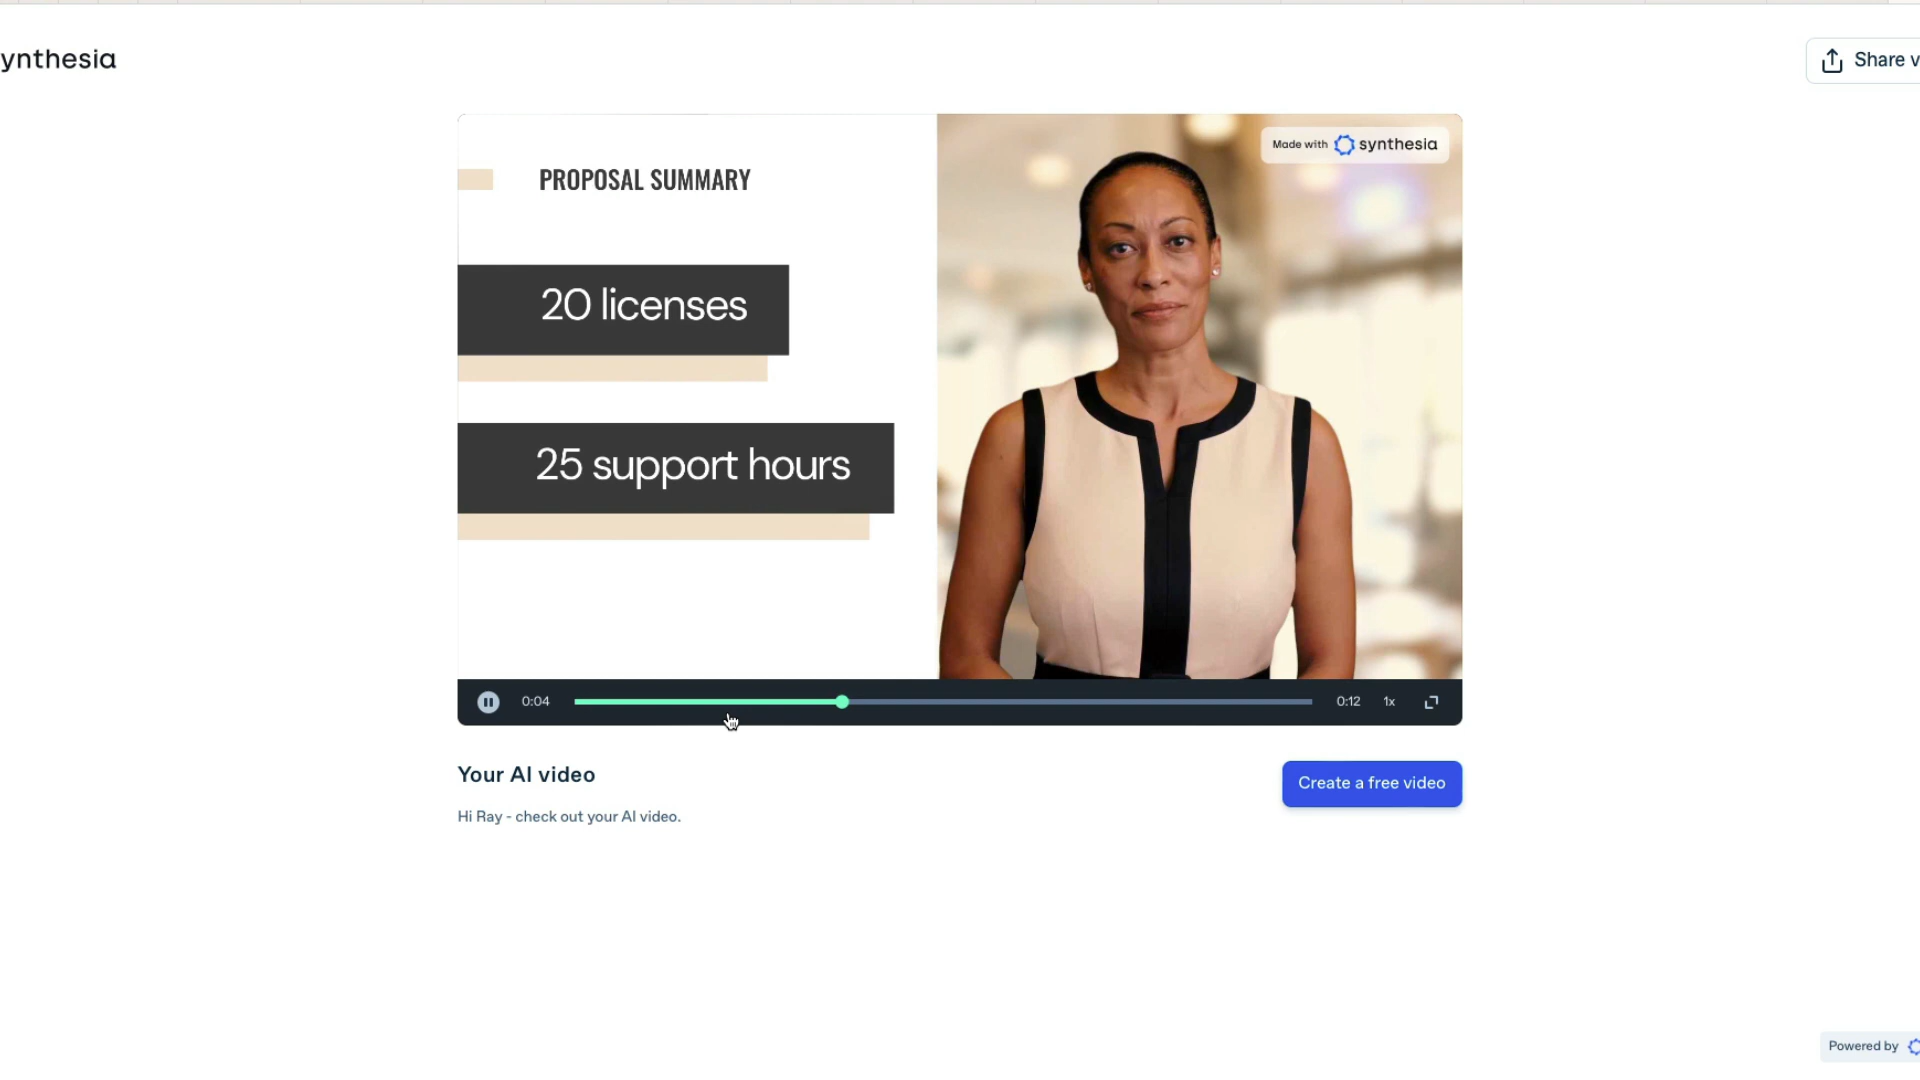 ynthesia
Share v
Made with synthesia
PROPOSAL SUMMARY
20 licenses
25 support hours
0:04
0:12
1x
Your AI video
Create a free video
Hi Ray - check out your AI video.
Powered by